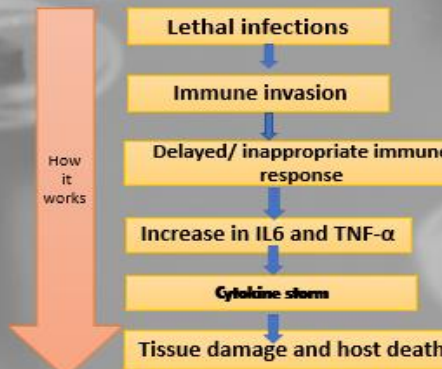 How
it
works
Lethal infections
Immune invasion
Delayed/ inappropriate immune
response
Increase in IL6 and TNF-α
Cytokine storm
Tissue damage and host death